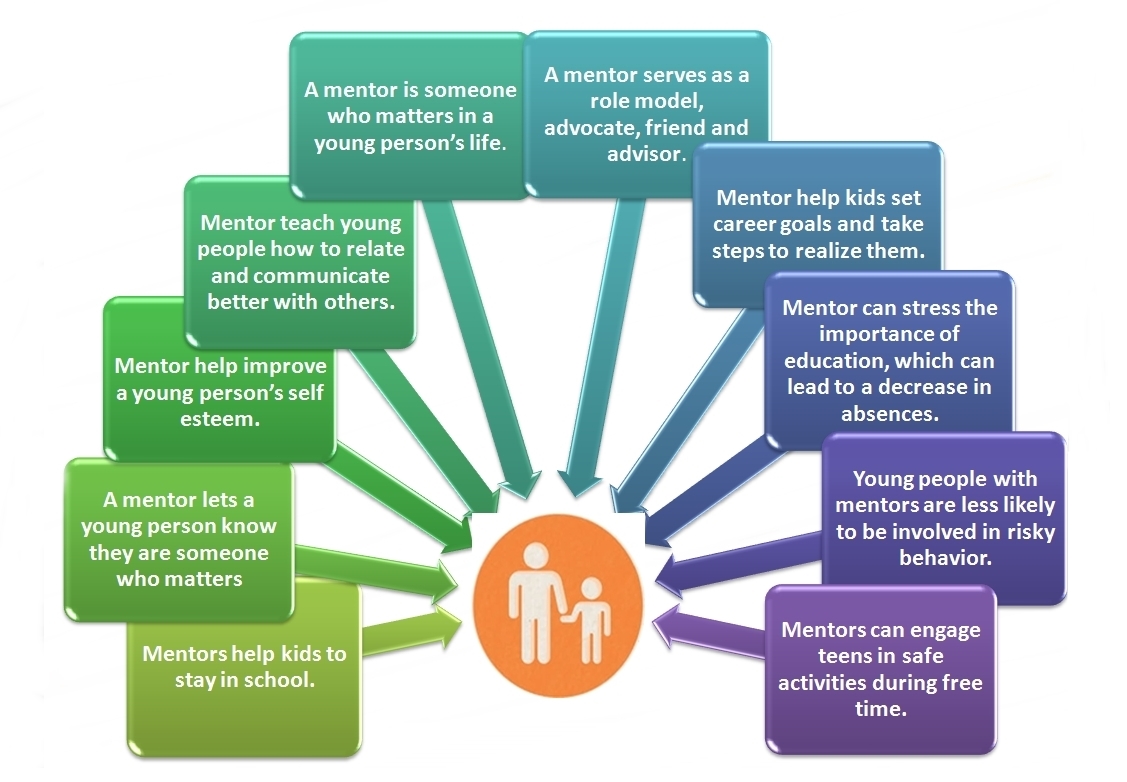 A mentor is someone
who matters in a
young person’s life.
A mentor serves as a
role model,
advocate, friend and
advisor.
Mentor teach young
people how to relate
and communicate
better with others.
Mentor help kids set
career goals and take
steps to realize them.
Mentor help improve
a young person’s self
esteem.
Mentor can stress the
importance of
education, which can
lead to a decrease in
absences.
A mentor lets a
young person know
they are someone
who matters
Young people with
mentors are less likely
to be involved in risky
behavior.
Mentors help kids to
stay in school.
Mentors can engage
teens in safe
activities during free
time.